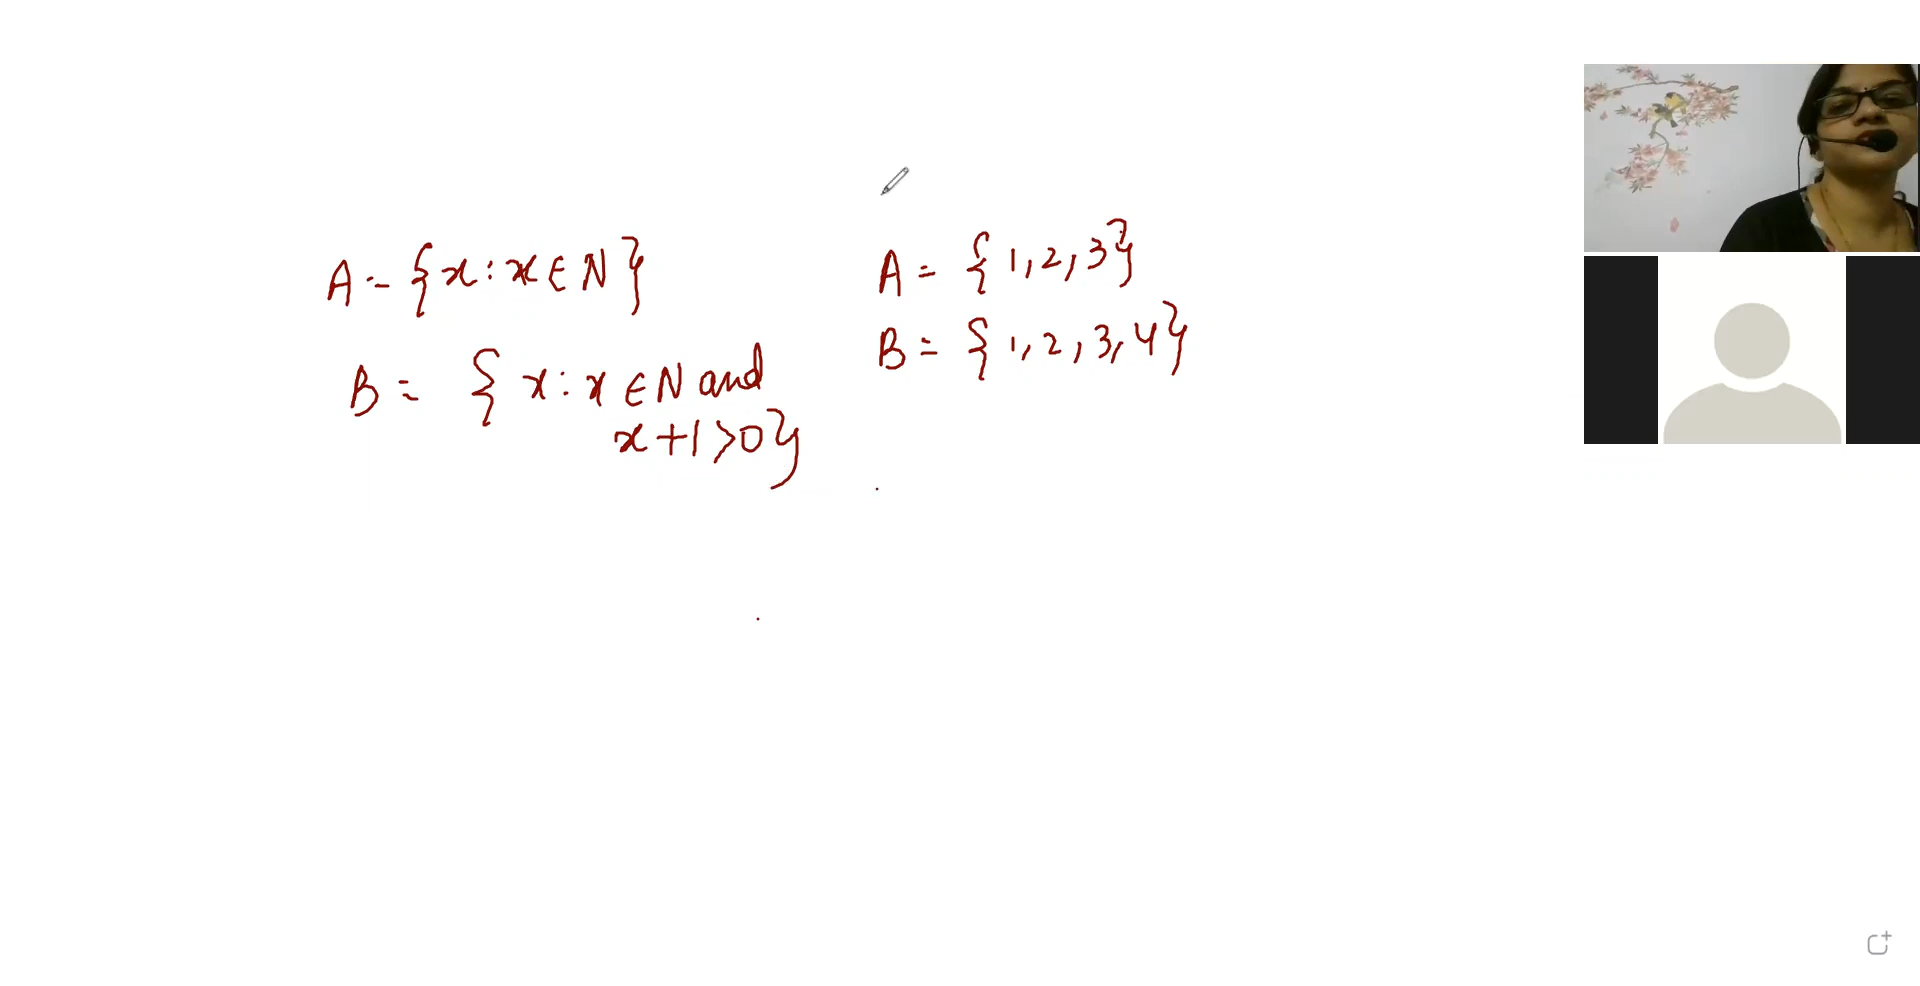 A = {x : x ∈ N}
B = { x : x ∈ N and
x + 1 > 0}
A = { 1, 2, 3}
B = { 1, 2, 3, 4}